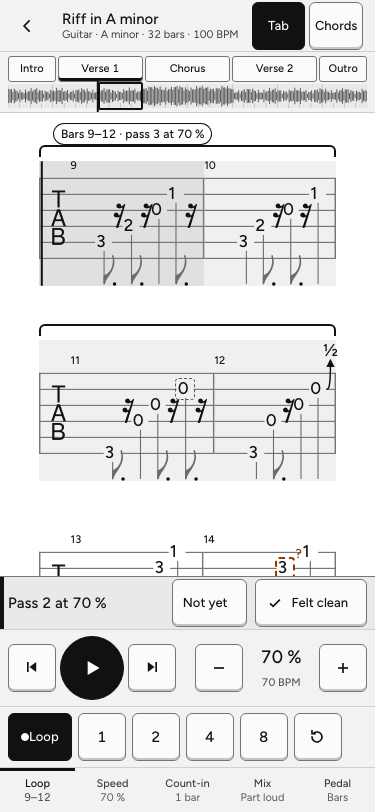 Riff in A minor
Guitar · A minor · 32 bars · 100 BPM
Tab
Chords
Intro
Verse 1
Chorus
Verse 2
Outro
Bars 9–12 · pass 3 at 70 %
9
10
T
A
B
3
2
0
1
3
2
0
1
11
12
½
T
A
B
3
0
0
0
3
0
0
0
13
14
T
3
1
3
?
1
Pass 2 at 70 %
Not yet
Felt clean
70 %
70 BPM
Loop
1
2
4
8
Loop
Speed
Count-in
Mix
Pedal
9–12
70 %
1 bar
Part loud
Bars